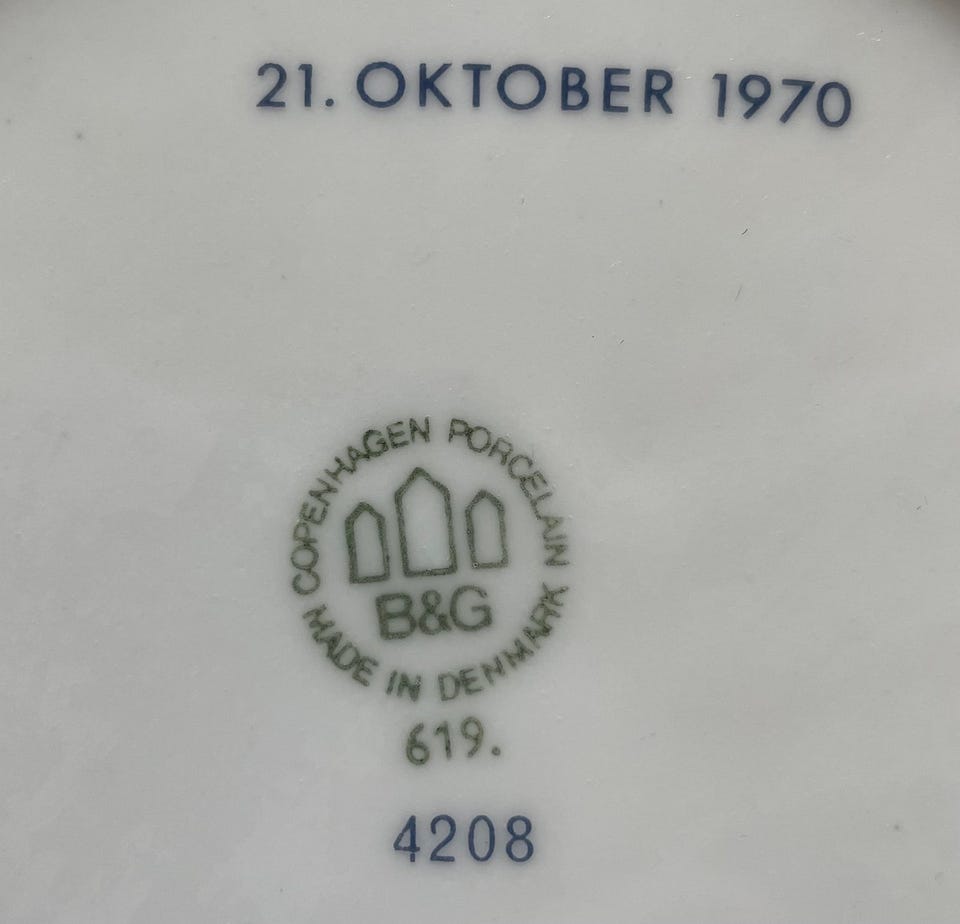 21. OKTOBER 1970
COPENHAGEN PORCELAIN
B&G
MADE IN DENMARK
619.
4208